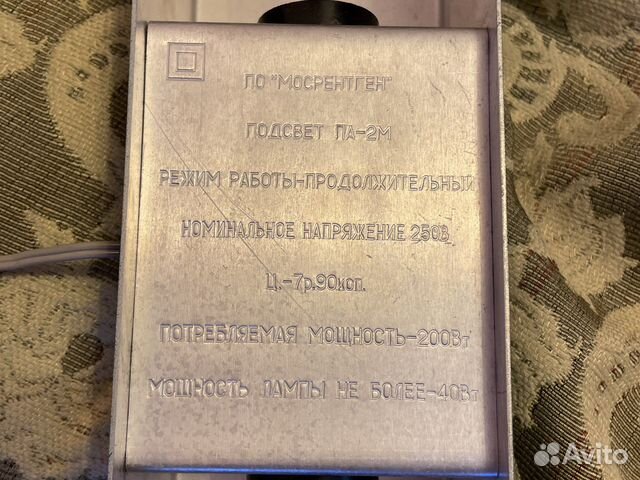 ПО "МОСРЕНТГЕН"
ПОДСВЕТ ПА-2М
РЕЖИМ РАБОТЫ-ПРОДОЛЖИТЕЛЬНЫЙ
НОМИНАЛЬНОЕ НАПРЯЖЕНИЕ 250В
Ц.-7р.90коп.
ПОТРЕБЛЯЕМАЯ МОЩНОСТЬ-200Вт
МОЩНОСТЬ ЛАМПЫ НЕ БОЛЕЕ-40Вт
Avito